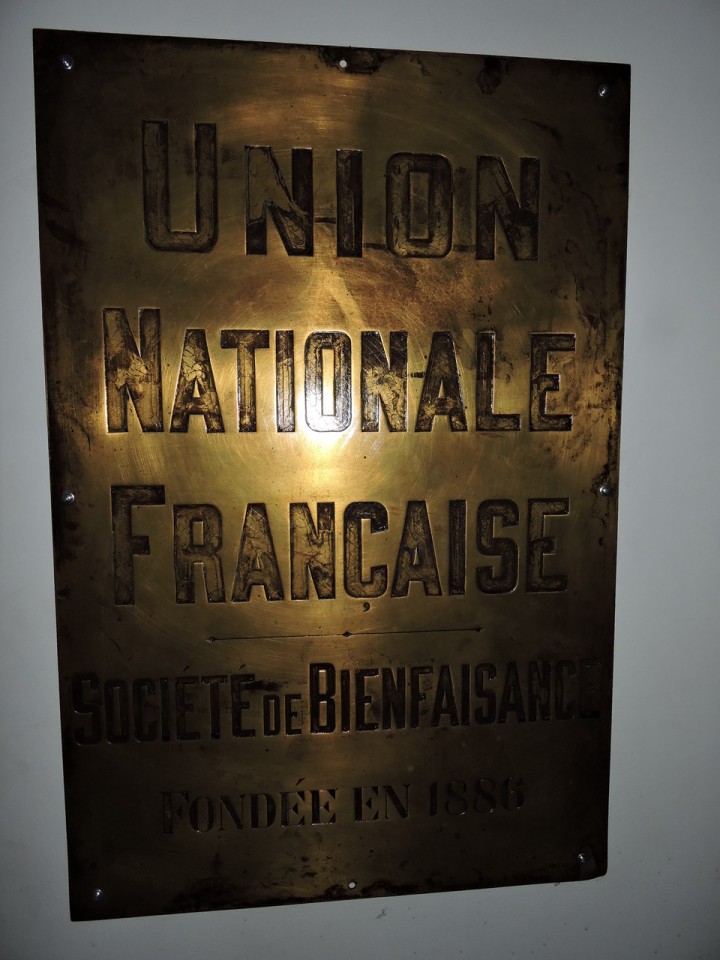 UNION
NATIONALE
FRANÇAISE
SOCIETE DE BIENFAISANCE
FONDÉE EN 1886